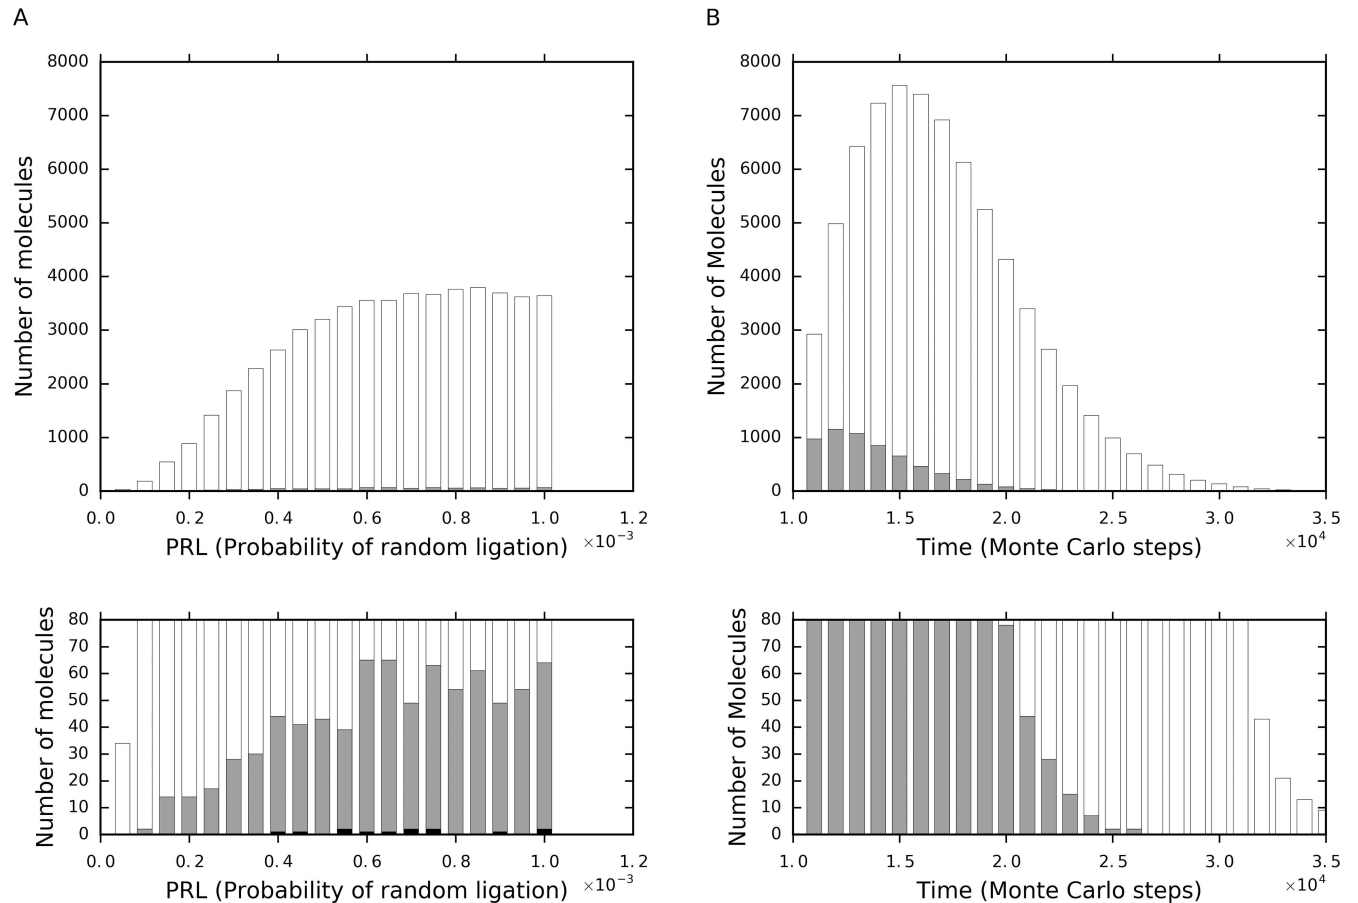 A
8000
7000
6000
5000
4000
3000
2000
1000
0
Number of molecules
0.0 0.2 0.4 0.6 0.8 1.0 1.2
PRL (Probability of random ligation) ×10⁻³
B
8000
7000
6000
5000
4000
3000
2000
1000
0
Number of Molecules
1.0 1.5 2.0 2.5 3.0 3.5
Time (Monte Carlo steps) ×10⁴
80
70
60
50
40
30
20
10
0
Number of molecules
0.0 0.2 0.4 0.6 0.8 1.0 1.2
PRL (Probability of random ligation) ×10⁻³
80
70
60
50
40
30
20
10
0
Number of Molecules
1.0 1.5 2.0 2.5 3.0 3.5
Time (Monte Carlo steps) ×10⁴